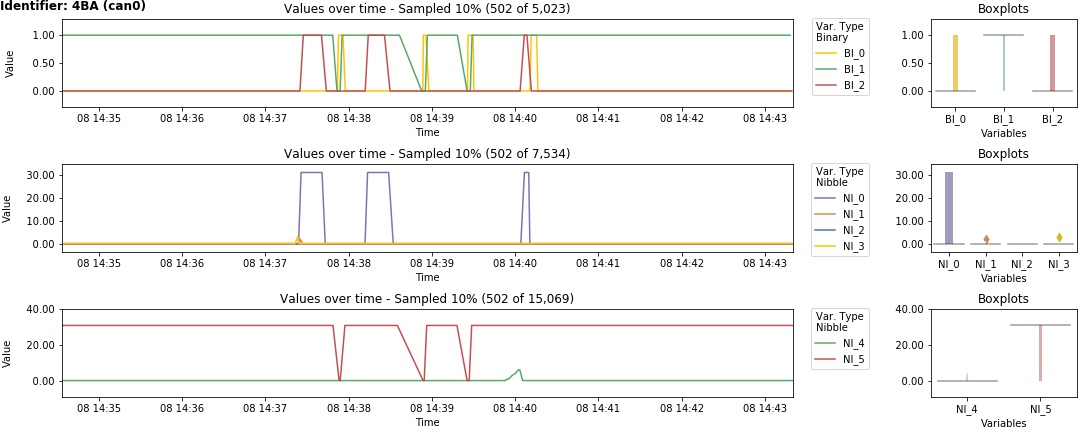 Identifier: 4BA (can0)
Values over time - Sampled 10% (502 of 5,023)
Boxplots
Value
1.00
0.50
0.00
08 14:35 08 14:36 08 14:37 08 14:38 08 14:39 08 14:40 08 14:41 08 14:42 08 14:43
Time
Var. Type
Binary
BI_0
BI_1
BI_2
1.00
0.75
0.50
0.25
0.00
BI_0 BI_1 BI_2
Variables
Values over time - Sampled 10% (502 of 7,534)
Boxplots
Value
30.00
20.00
10.00
0.00
08 14:35 08 14:36 08 14:37 08 14:38 08 14:39 08 14:40 08 14:41 08 14:42 08 14:43
Time
Var. Type
Nibble
NI_0
NI_1
NI_2
NI_3
30.00
20.00
10.00
0.00
NI_0 NI_1 NI_2 NI_3
Variables
Values over time - Sampled 10% (502 of 15,069)
Boxplots
Value
40.00
20.00
0.00
08 14:35 08 14:36 08 14:37 08 14:38 08 14:39 08 14:40 08 14:41 08 14:42 08 14:43
Time
Var. Type
Nibble
NI_4
NI_5
40.00
20.00
0.00
NI_4 NI_5
Variables